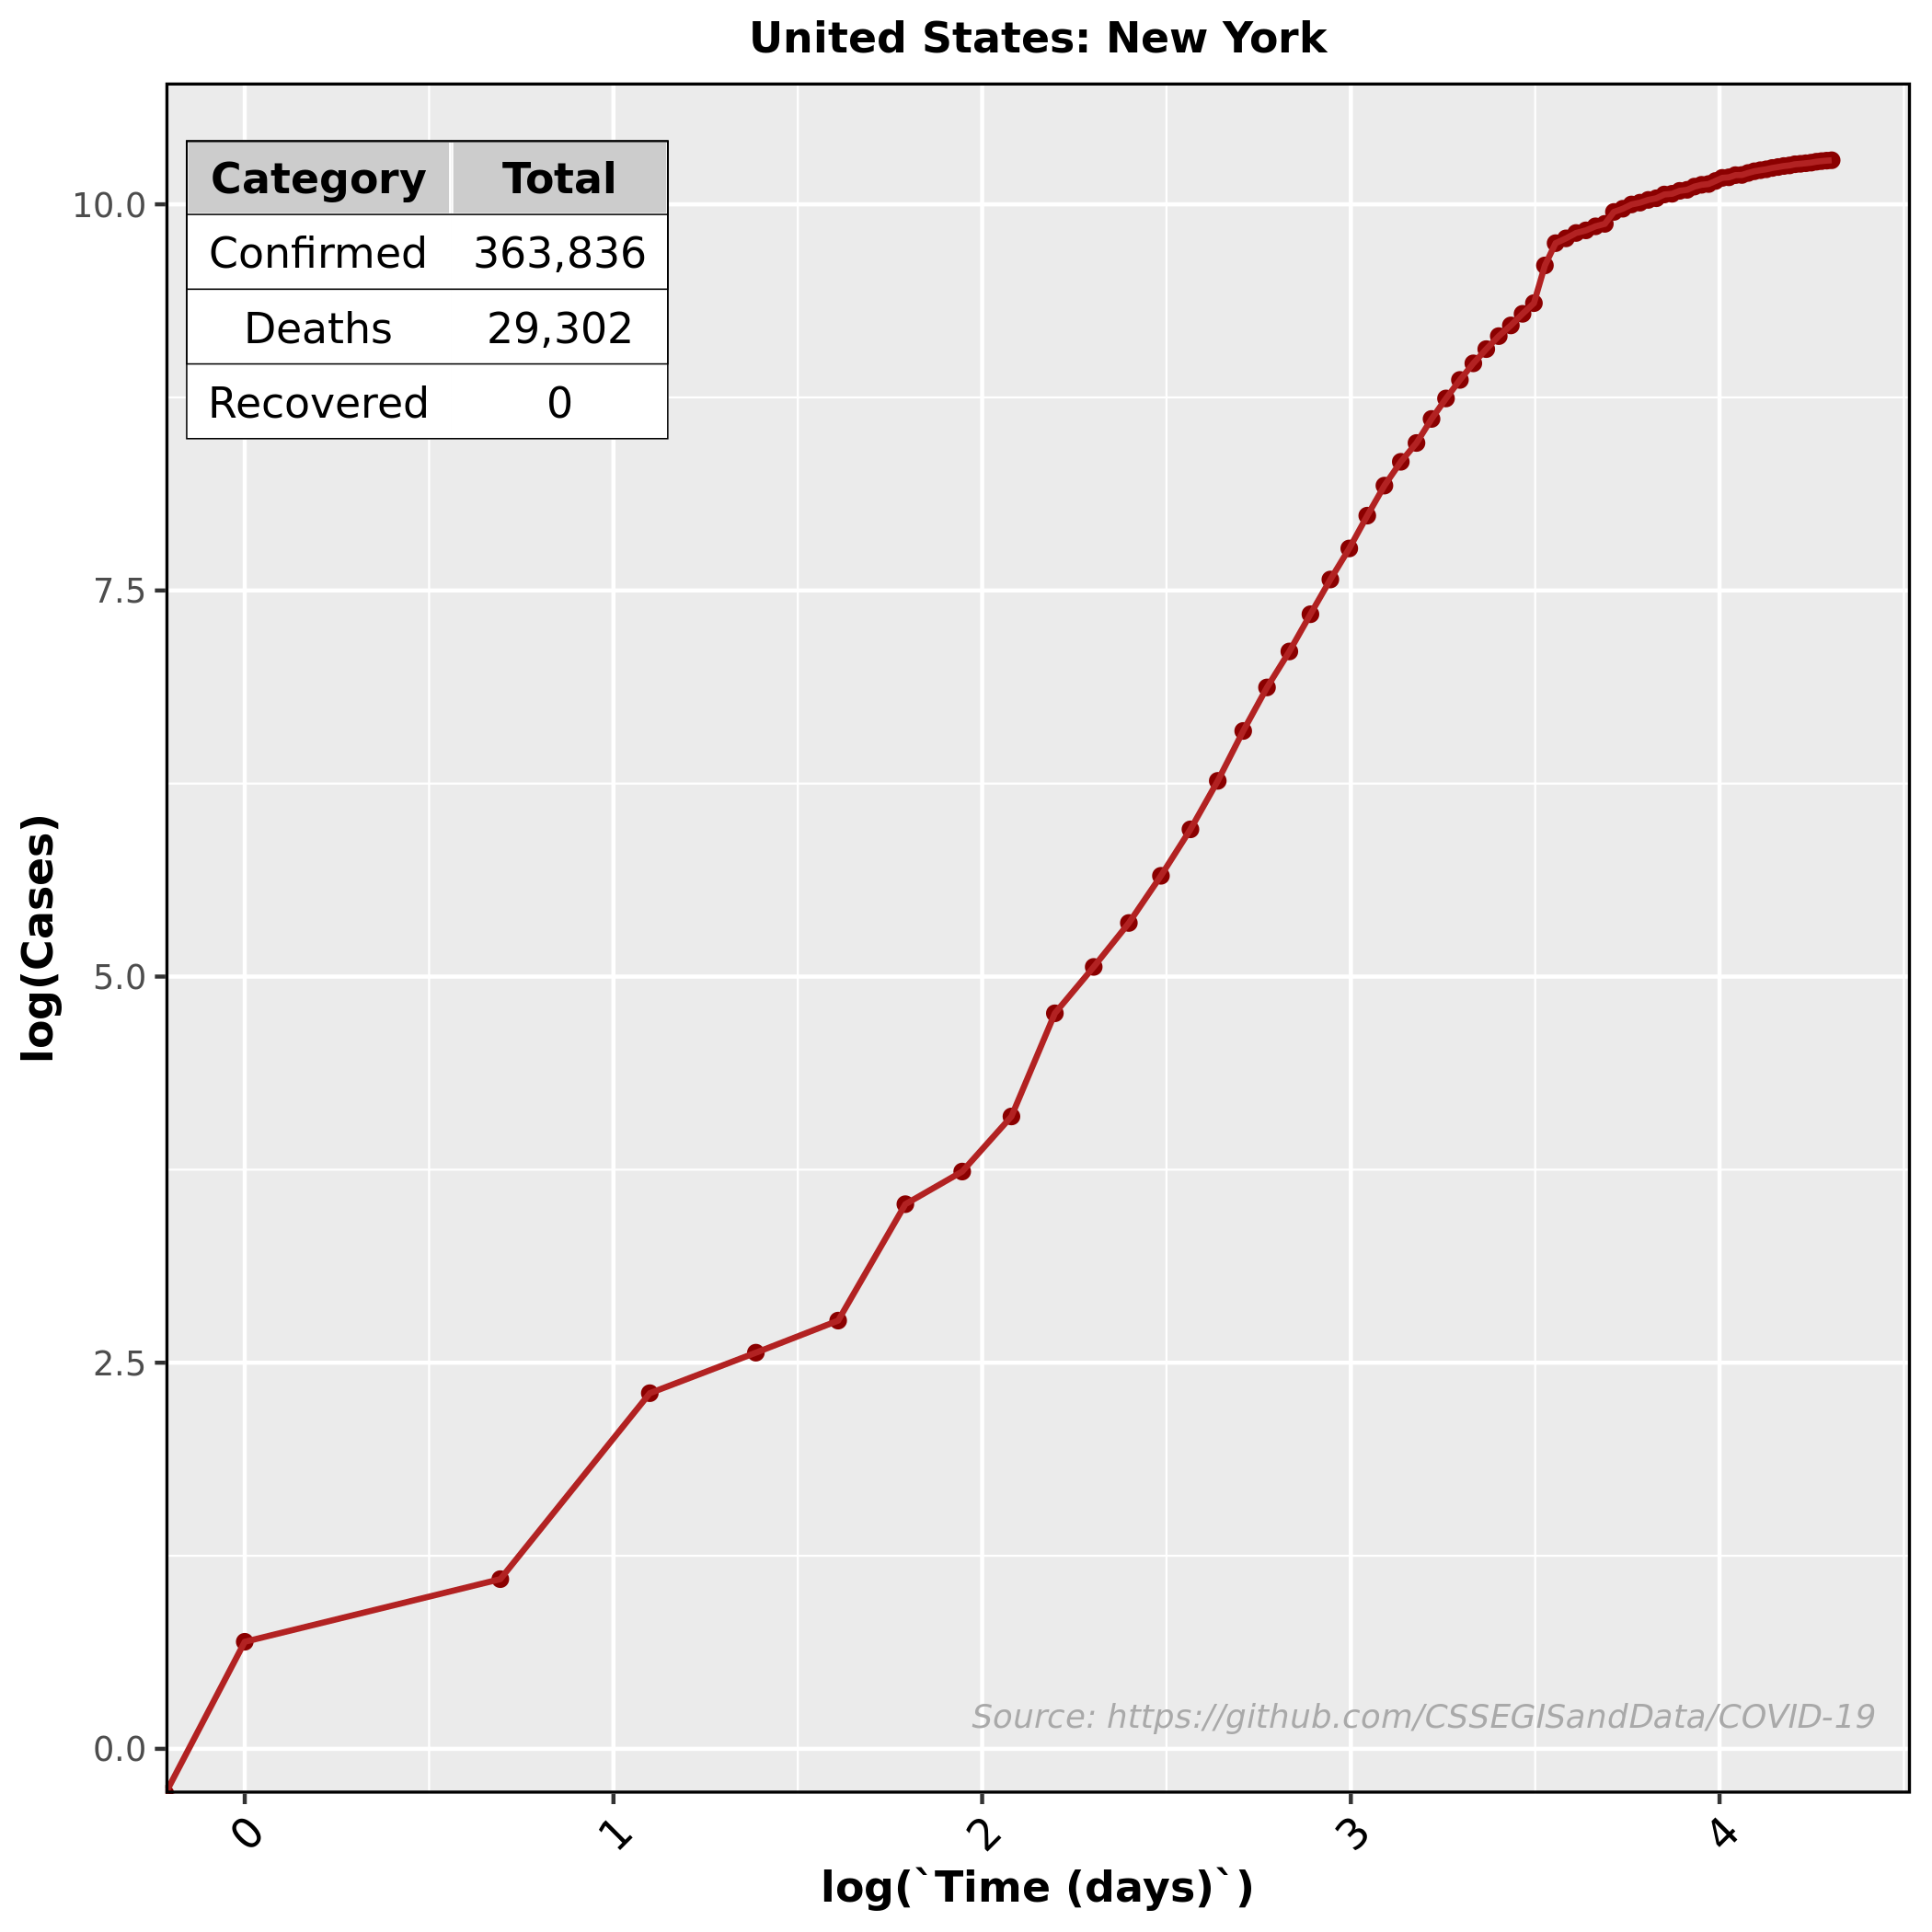 United States: New York
Category Total
Confirmed 363,836
Deaths 29,302
Recovered 0
10.0
7.5
5.0
2.5
0.0
log(Cases)
Source: https://github.com/CSSEGISandData/COVID-19
0 1 2 3 4
log(`Time (days)`)